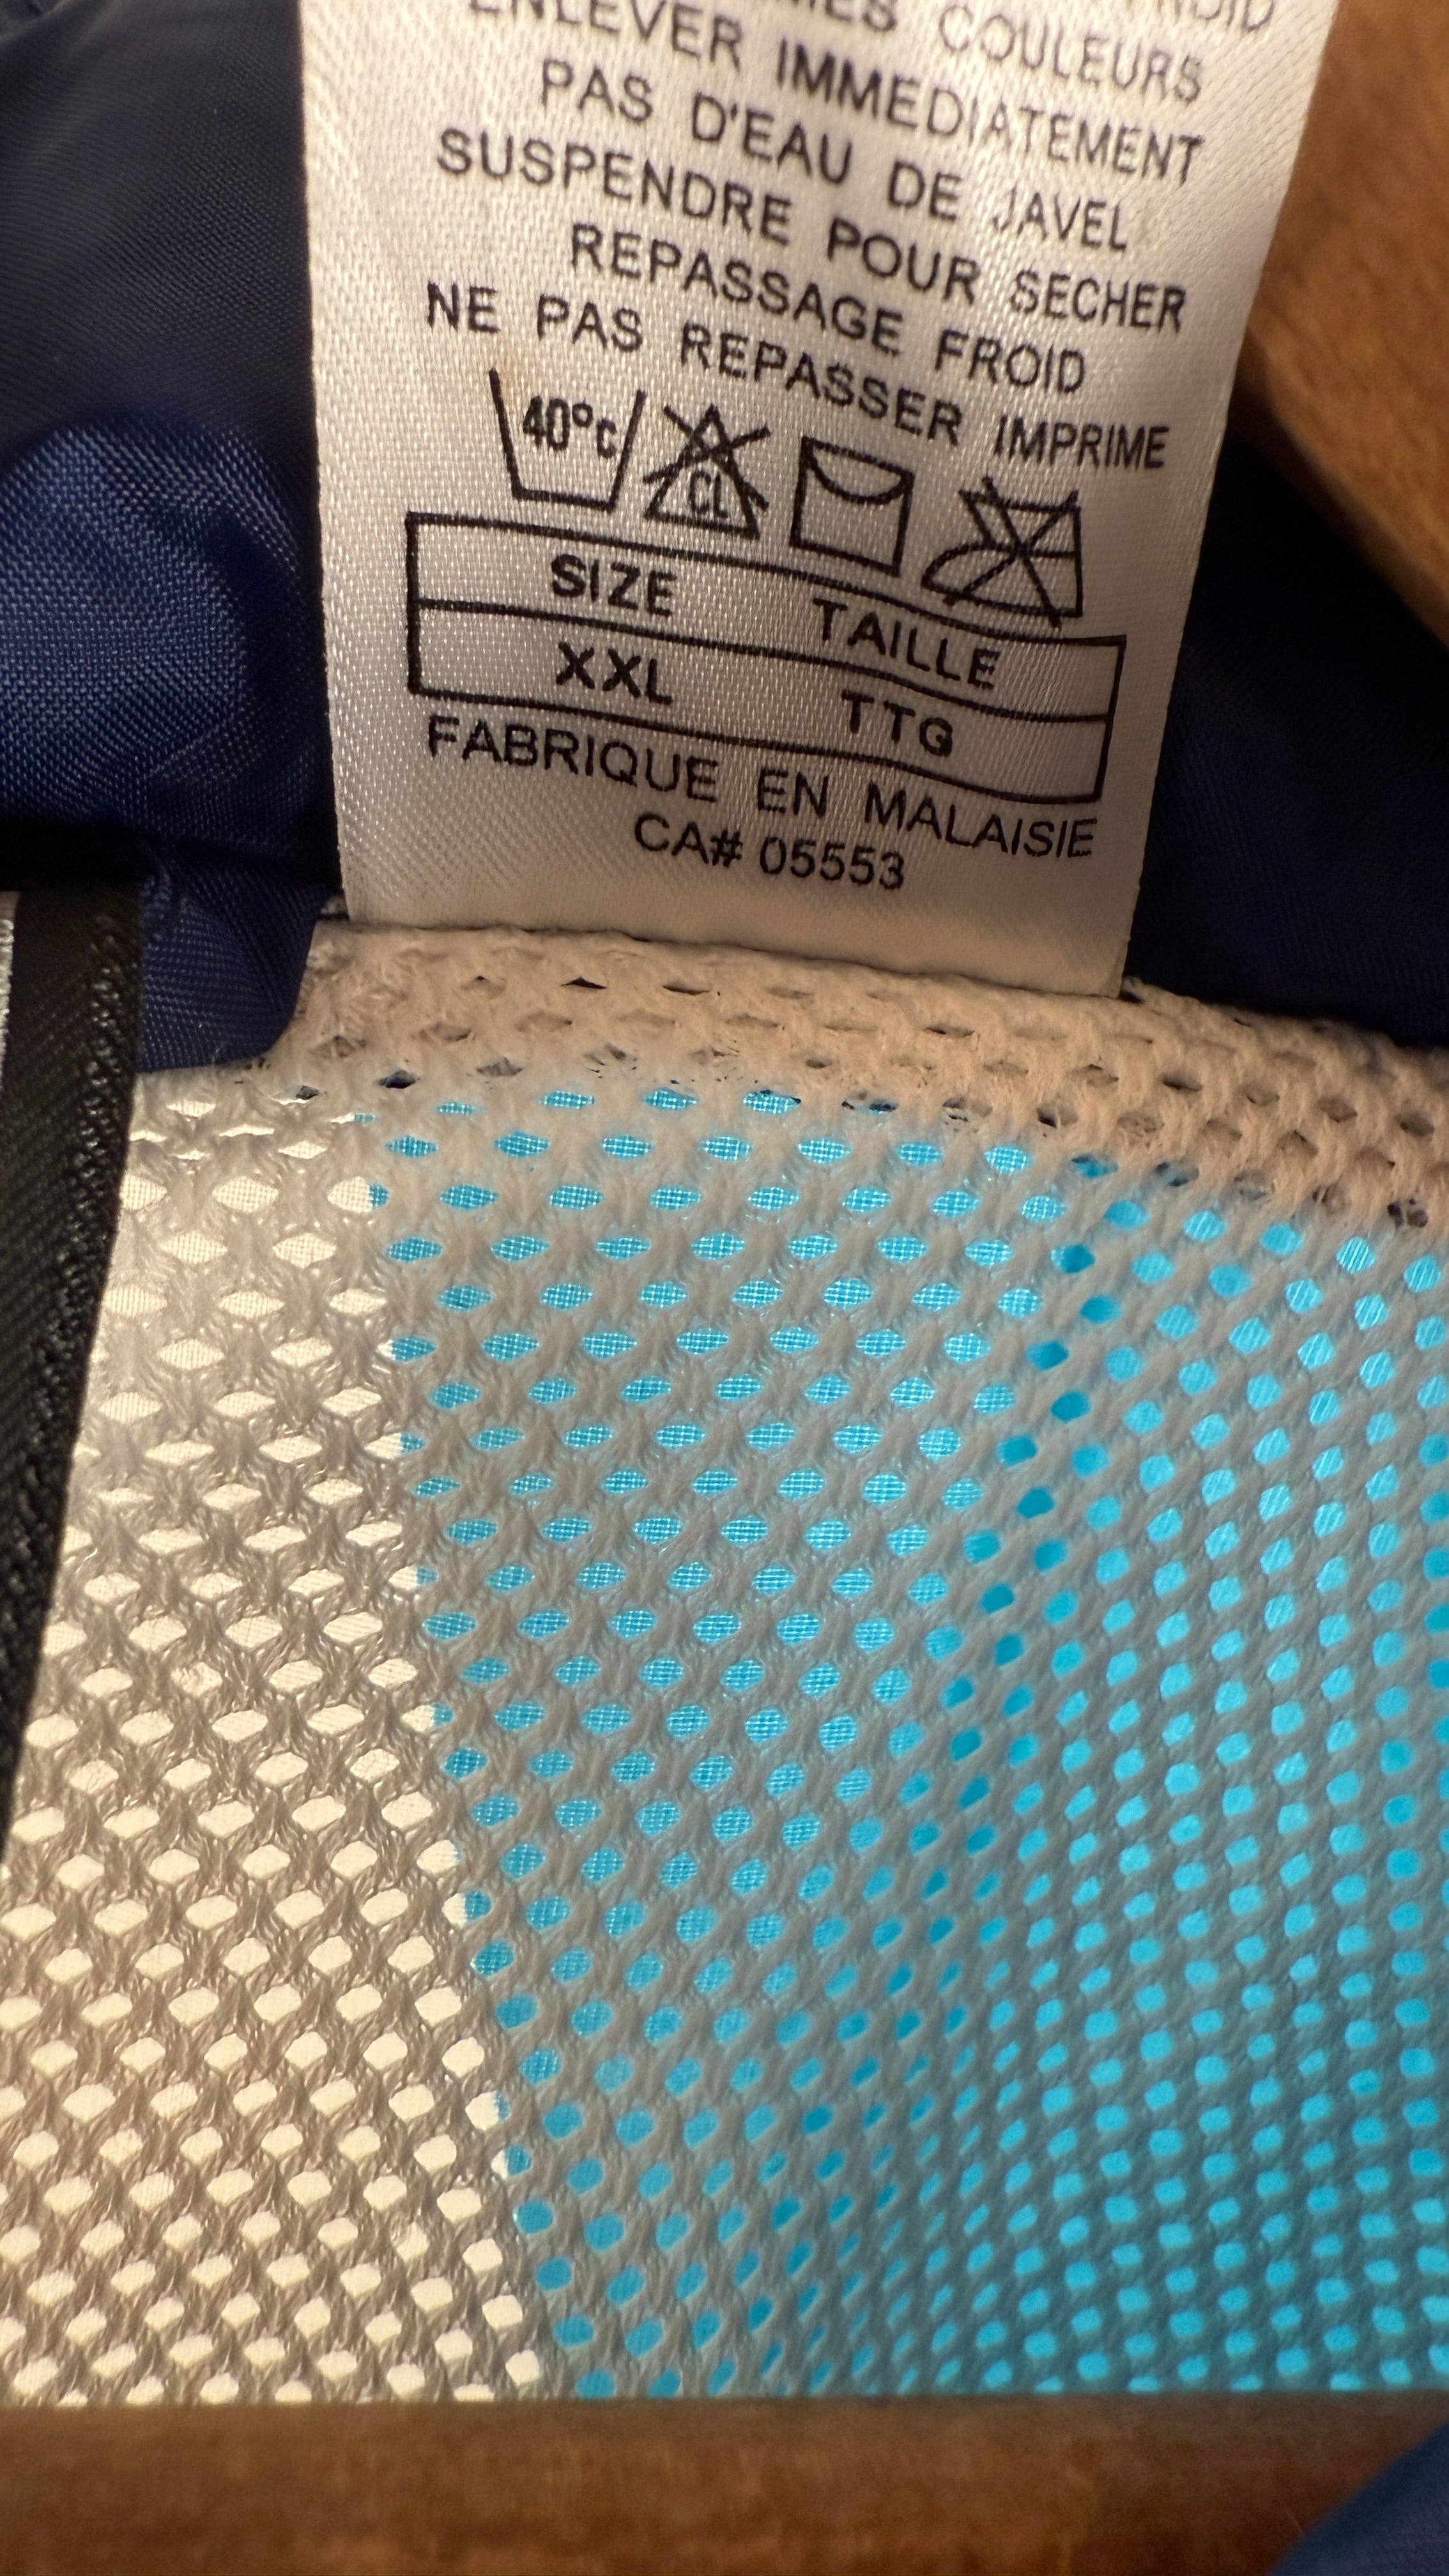 COULEURS
ENLEVER IMMEDIATEMENT
PAS D'EAU DE JAVEL
SUSPENDRE POUR SECHER
REPASSAGE FROID
NE PAS REPASSER IMPRIME
40°C CL
SIZE TAILLE
XXL TTG
FABRIQUE EN MALAISIE
CA# 05553